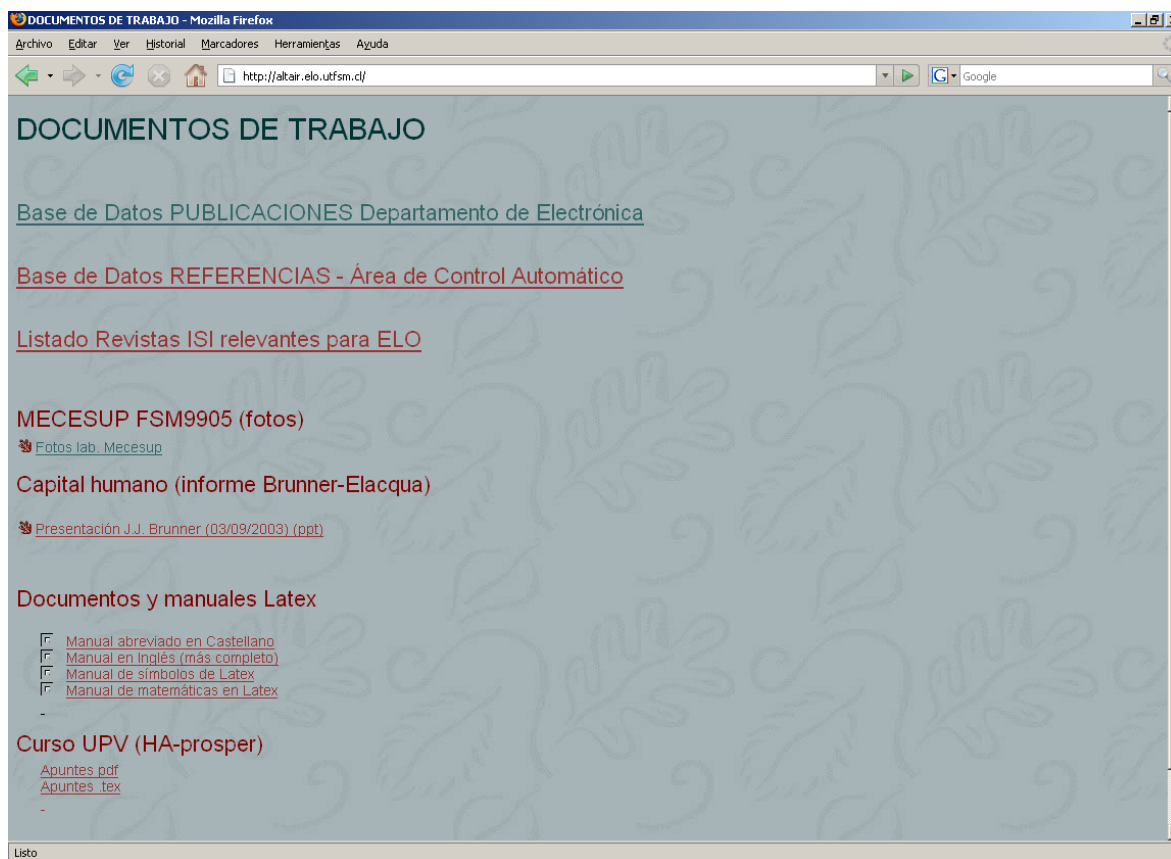 DOCUMENTOS DE TRABAJO - Mozilla Firefox
Archivo Editar Ver Historial Marcadores Herramientas Ayuda
http://altair.elo.utfsm.cl/ G Google
DOCUMENTOS DE TRABAJO
Base de Datos PUBLICACIONES Departamento de Electrónica
Base de Datos REFERENCIAS - Área de Control Automático
Listado Revistas ISI relevantes para ELO
MECESUP FSM9905 (fotos)
Fotos lab. Mecesup
Capital humano (informe Brunner-Elacqua)
Presentación J.J. Brunner (03/09/2003) (ppt)
Documentos y manuales Latex
Manual abreviado en Castellano
Manual en Inglés (más completo)
Manual de símbolos de Latex
Manual de matemáticas en Latex
Curso UPV (HA-prosper)
Apuntes pdf
Apuntes .tex
Listo